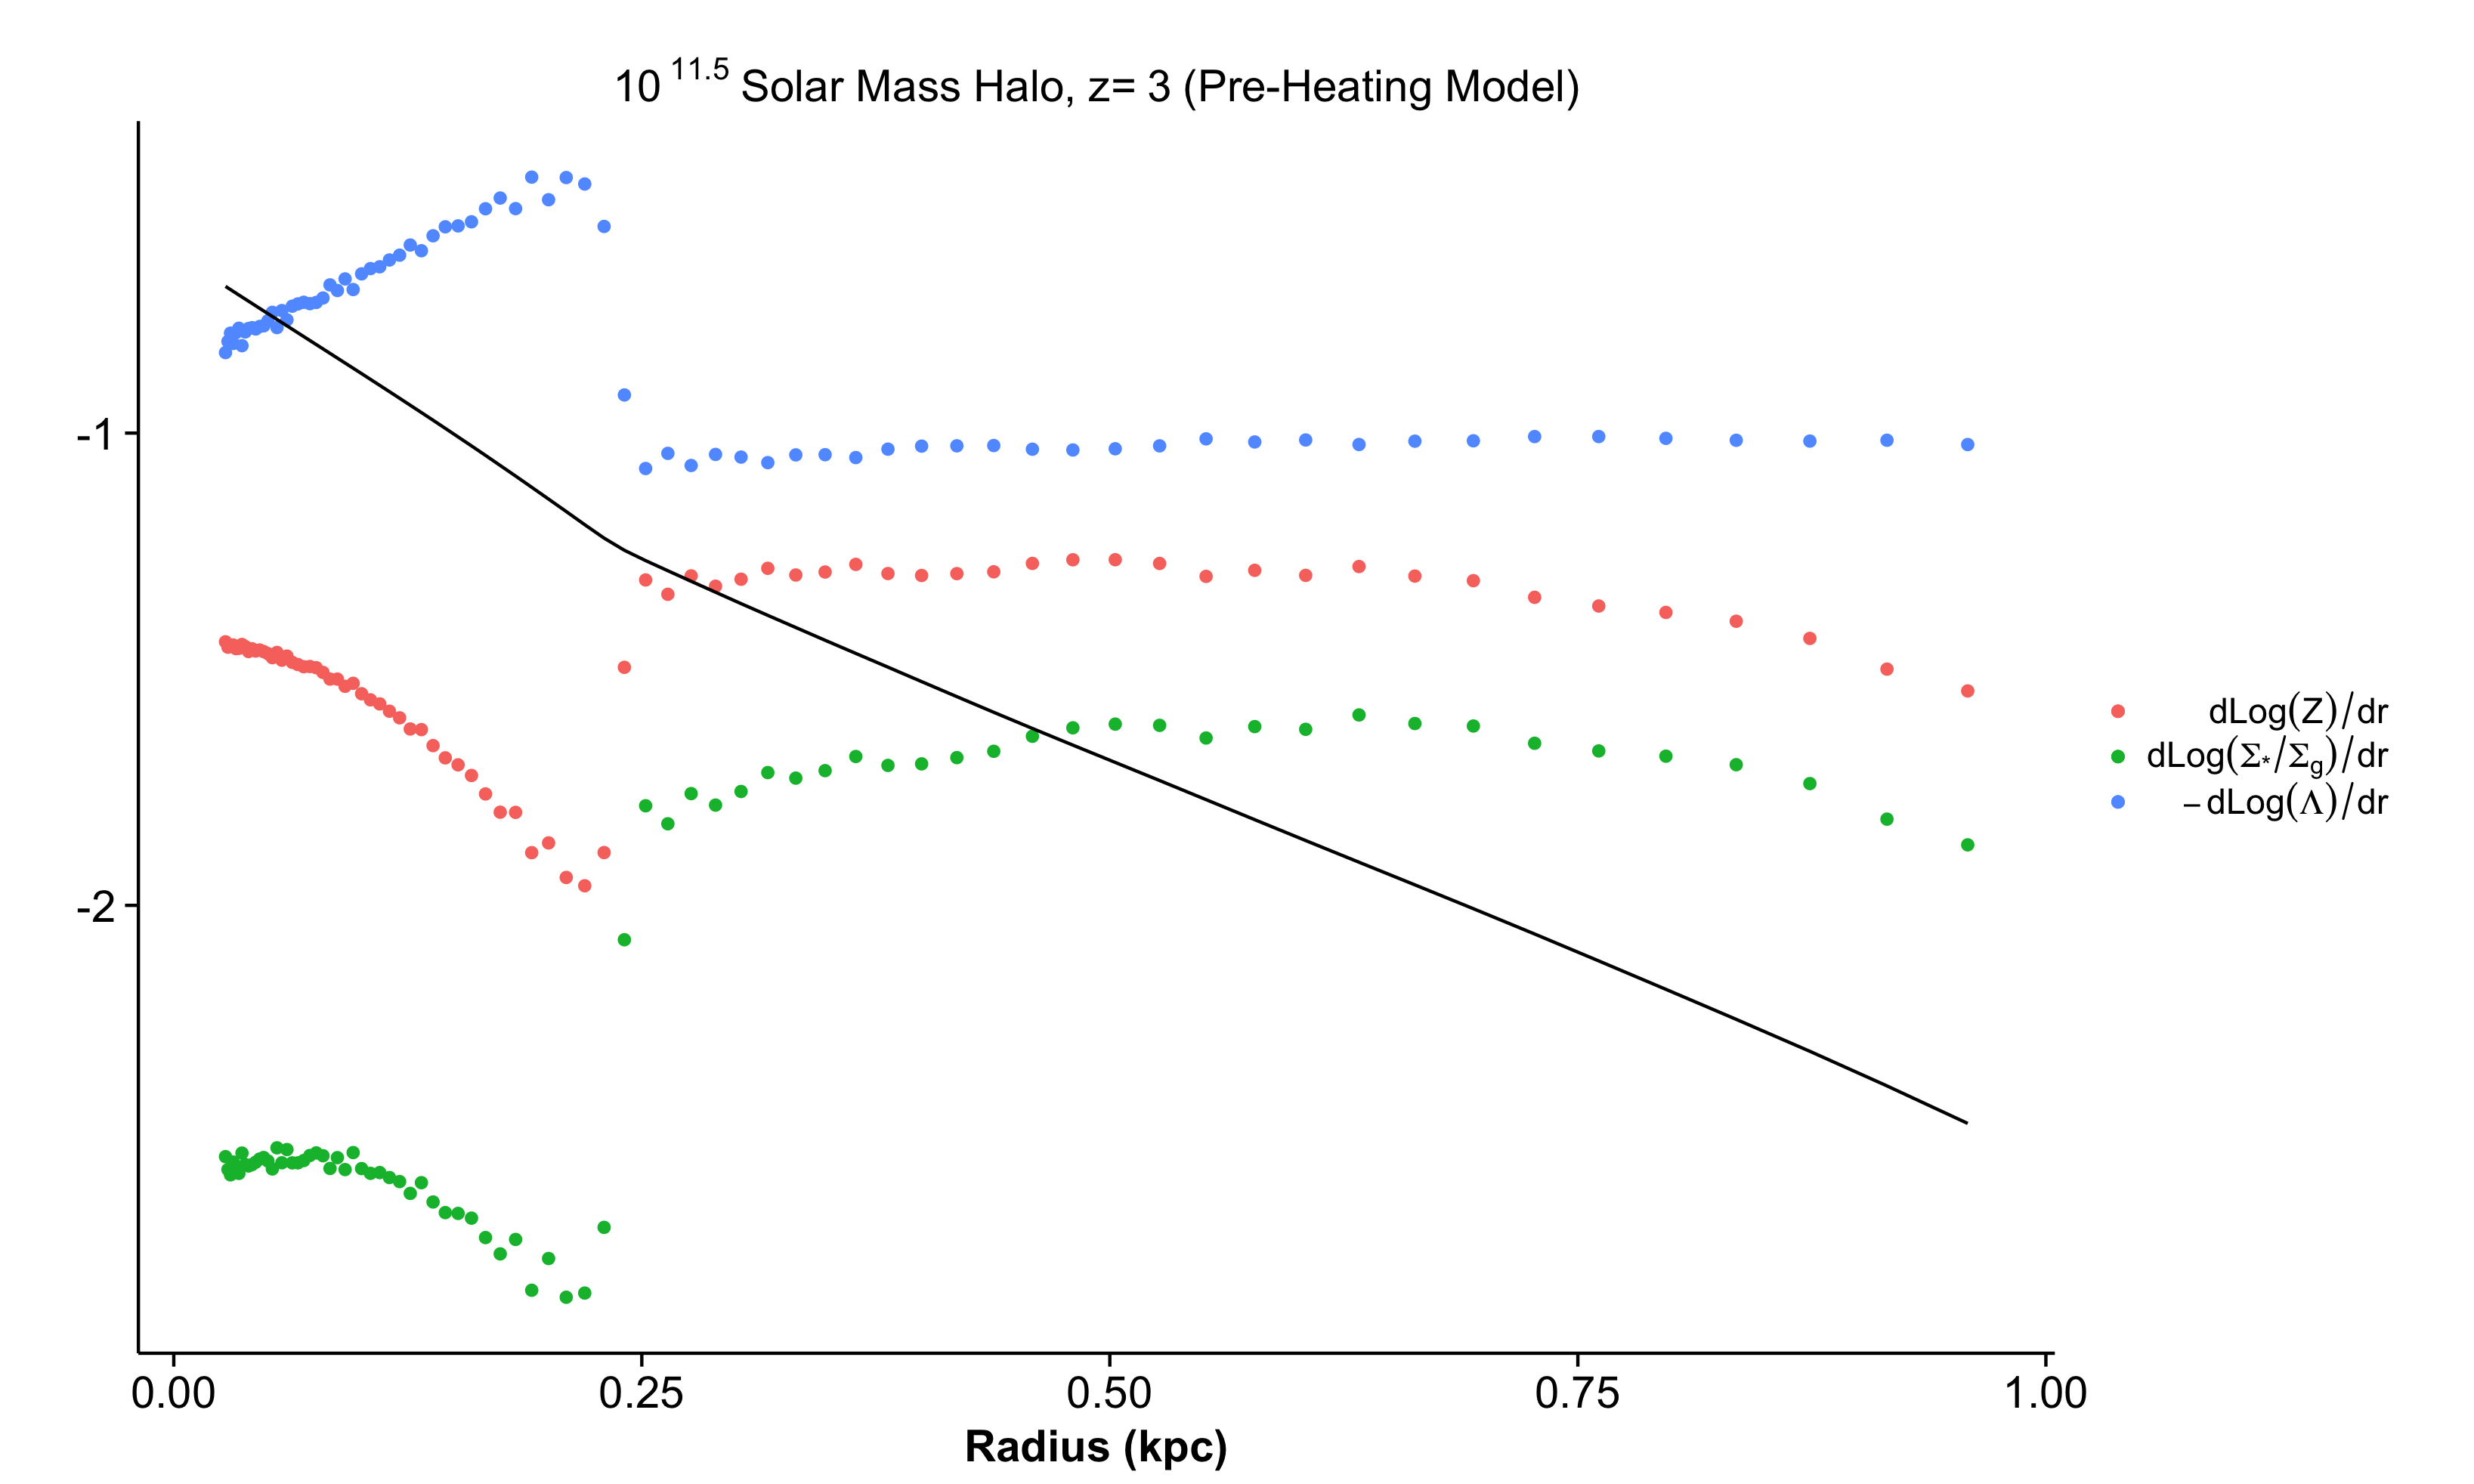 10^11.5 Solar Mass Halo, z= 3 (Pre-Heating Model)
-1
-2
0.00 0.25 0.50 0.75 1.00
Radius (kpc)
dLog(Z)/dr
dLog(Σ*/Σg)/dr
−dLog(Λ)/dr